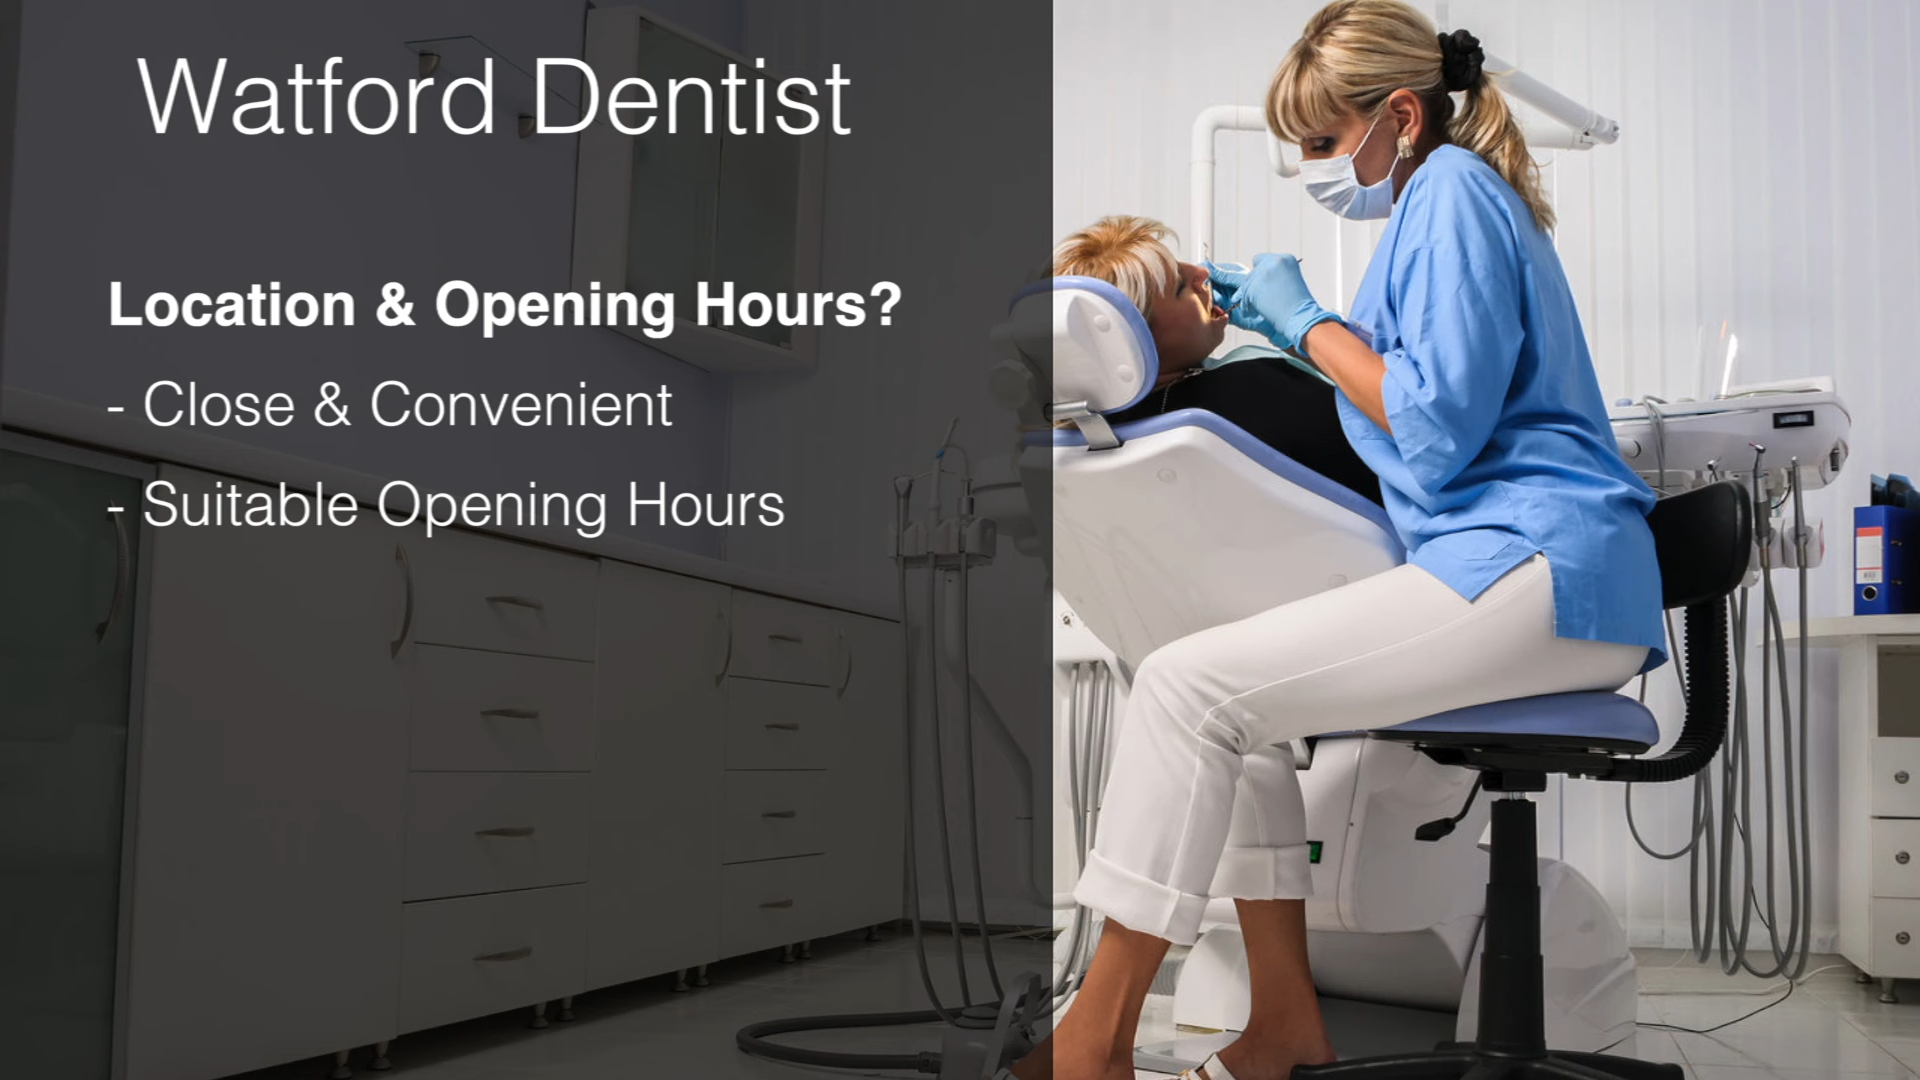 Watford Dentist
Location & Opening Hours?
- Close & Convenient
- Suitable Opening Hours